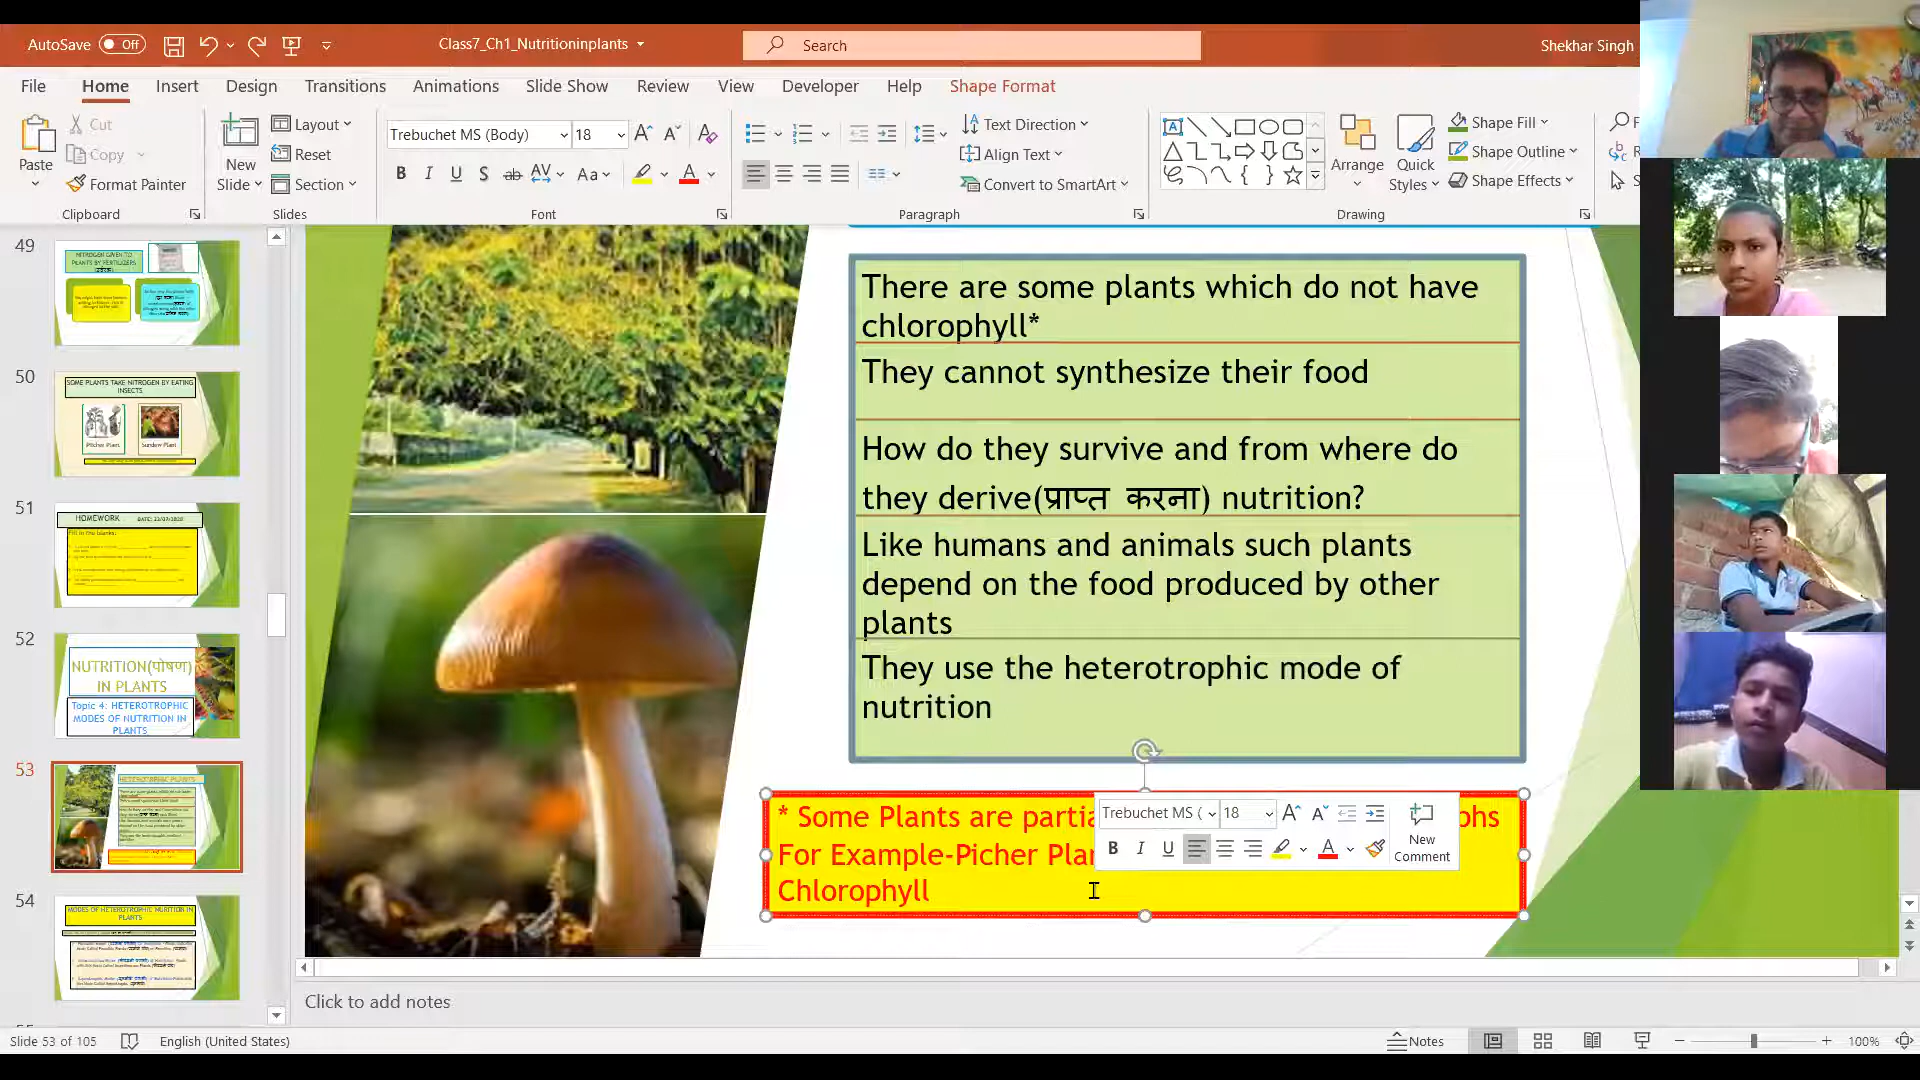 AutoSave Off
Class7_Ch1_Nutritioninplants
Search
Shekhar Singh
File Home Insert Design Transitions Animations Slide Show Review View Developer Help Shape Format
Paste
Cut
Copy
Format Painter
Clipboard
New Slide
Layout
Reset
Section
Slides
Trebuchet MS (Body) 18
Font
Text Direction
Align Text
Convert to SmartArt
Paragraph
Arrange
Quick Styles
Shape Fill
Shape Outline
Shape Effects
Drawing
49
NITROGEN GIVEN TO
PLANTS BY FERTILIZERS
50
SOME PLANTS TAKE NITROGEN BY EATING
INSECTS
Pitcher Plant
Sundew Plant
51
HOMEWORK
Fill in the blanks:
52
NUTRITION(पोषण)
IN PLANTS
Topic 4: HETEROTROPHIC
MODES OF NUTRITION IN
PLANTS
53
HETEROTROPHIC PLANTS
54
MODES OF HETEROTROPHIC NURITION IN
PLANTS
There are some plants which do not have
chlorophyll*
They cannot synthesize their food
How do they survive and from where do
they derive(प्राप्त करना) nutrition?
Like humans and animals such plants
depend on the food produced by other
plants
They use the heterotrophic mode of
nutrition
* Some Plants are partia
phs
For Example-Picher Plan
Chlorophyll
Trebuchet MS ( 18
New
Comment
Click to add notes
Slide 53 of 105
English (United States)
Notes
100%